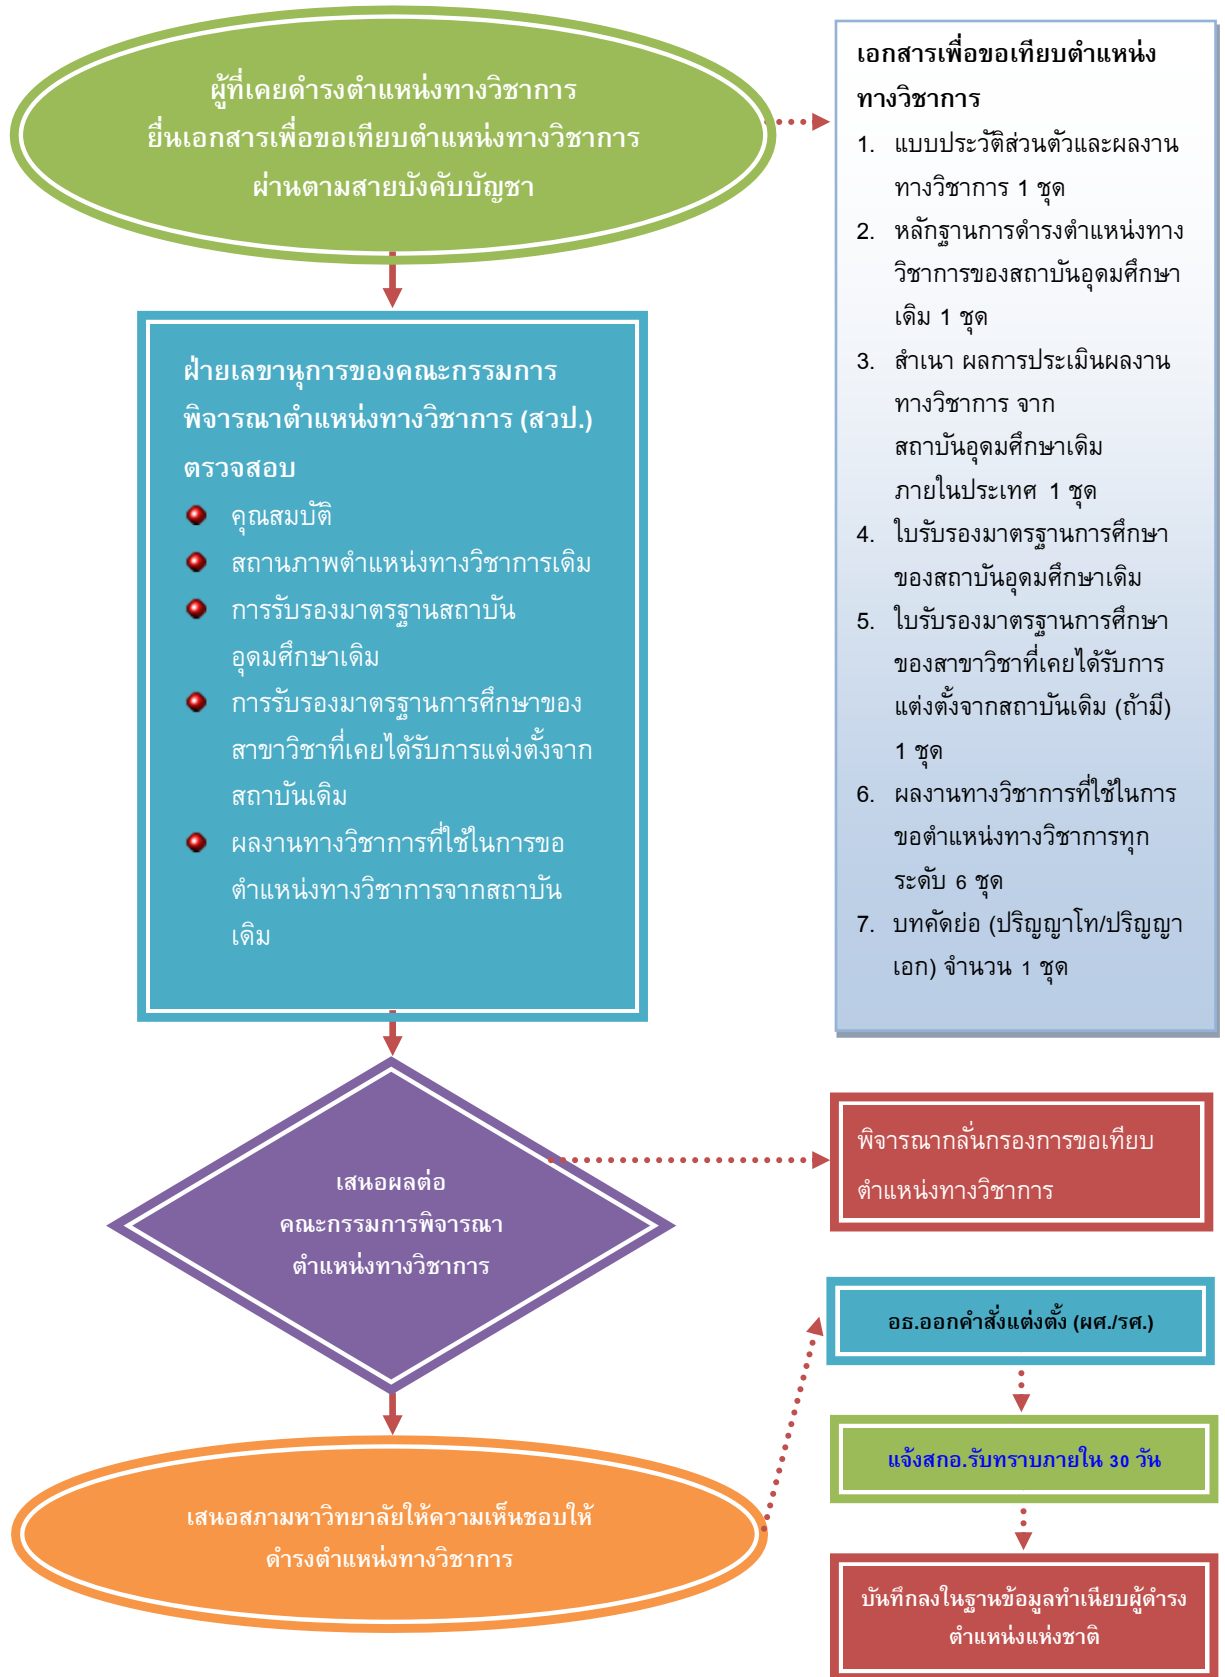 ผู้ที่เคยดำรงตำแหน่งทางวิชาการ
ยื่นเอกสารเพื่อขอเทียบตำแหน่งทางวิชาการ
ผ่านตามสายบังคับบัญชา
เอกสารเพื่อขอเทียบตำแหน่ง
ทางวิชาการ
1. แบบประวัติส่วนตัวและผลงาน
ทางวิชาการ 1 ชุด
2. หลักฐานการดำรงตำแหน่งทาง
วิชาการของสถาบันอุดมศึกษา
เดิม 1 ชุด
3. สำเนา ผลการประเมินผลงาน
ทางวิชาการ จาก
สถาบันอุดมศึกษาเดิม
ภายในประเทศ 1 ชุด
4. ใบรับรองมาตรฐานการศึกษา
ของสถาบันอุดมศึกษาเดิม
5. ใบรับรองมาตรฐานการศึกษา
ของสาขาวิชาที่เคยได้รับการ
แต่งตั้งจากสถาบันเดิม (ถ้ามี)
1 ชุด
6. ผลงานทางวิชาการที่ใช้ในการ
ขอตำแหน่งทางวิชาการทุก
ระดับ 6 ชุด
7. บทคัดย่อ (ปริญญาโท/ปริญญา
เอก) จำนวน 1 ชุด
ฝ่ายเลขานุการของคณะกรรมการ
พิจารณาตำแหน่งทางวิชาการ (สวป.)
ตรวจสอบ
คุณสมบัติ
สถานภาพตำแหน่งทางวิชาการเดิม
การรับรองมาตรฐานสถาบัน
อุดมศึกษาเดิม
การรับรองมาตรฐานการศึกษาของ
สาขาวิชาที่เคยได้รับการแต่งตั้งจาก
สถาบันเดิม
ผลงานทางวิชาการที่ใช้ในการขอ
ตำแหน่งทางวิชาการจากสถาบัน
เดิม
เสนอผลต่อ
คณะกรรมการพิจารณา
ตำแหน่งทางวิชาการ
พิจารณากลั่นกรองการขอเทียบ
ตำแหน่งทางวิชาการ
เสนอสภามหาวิทยาลัยให้ความเห็นชอบให้
ดำรงตำแหน่งทางวิชาการ
อธ.ออกคำสั่งแต่งตั้ง (ผศ./รศ.)
แจ้งสกอ.รับทราบภายใน 30 วัน
บันทึกลงในฐานข้อมูลทำเนียบผู้ดำรง
ตำแหน่งแห่งชาติ